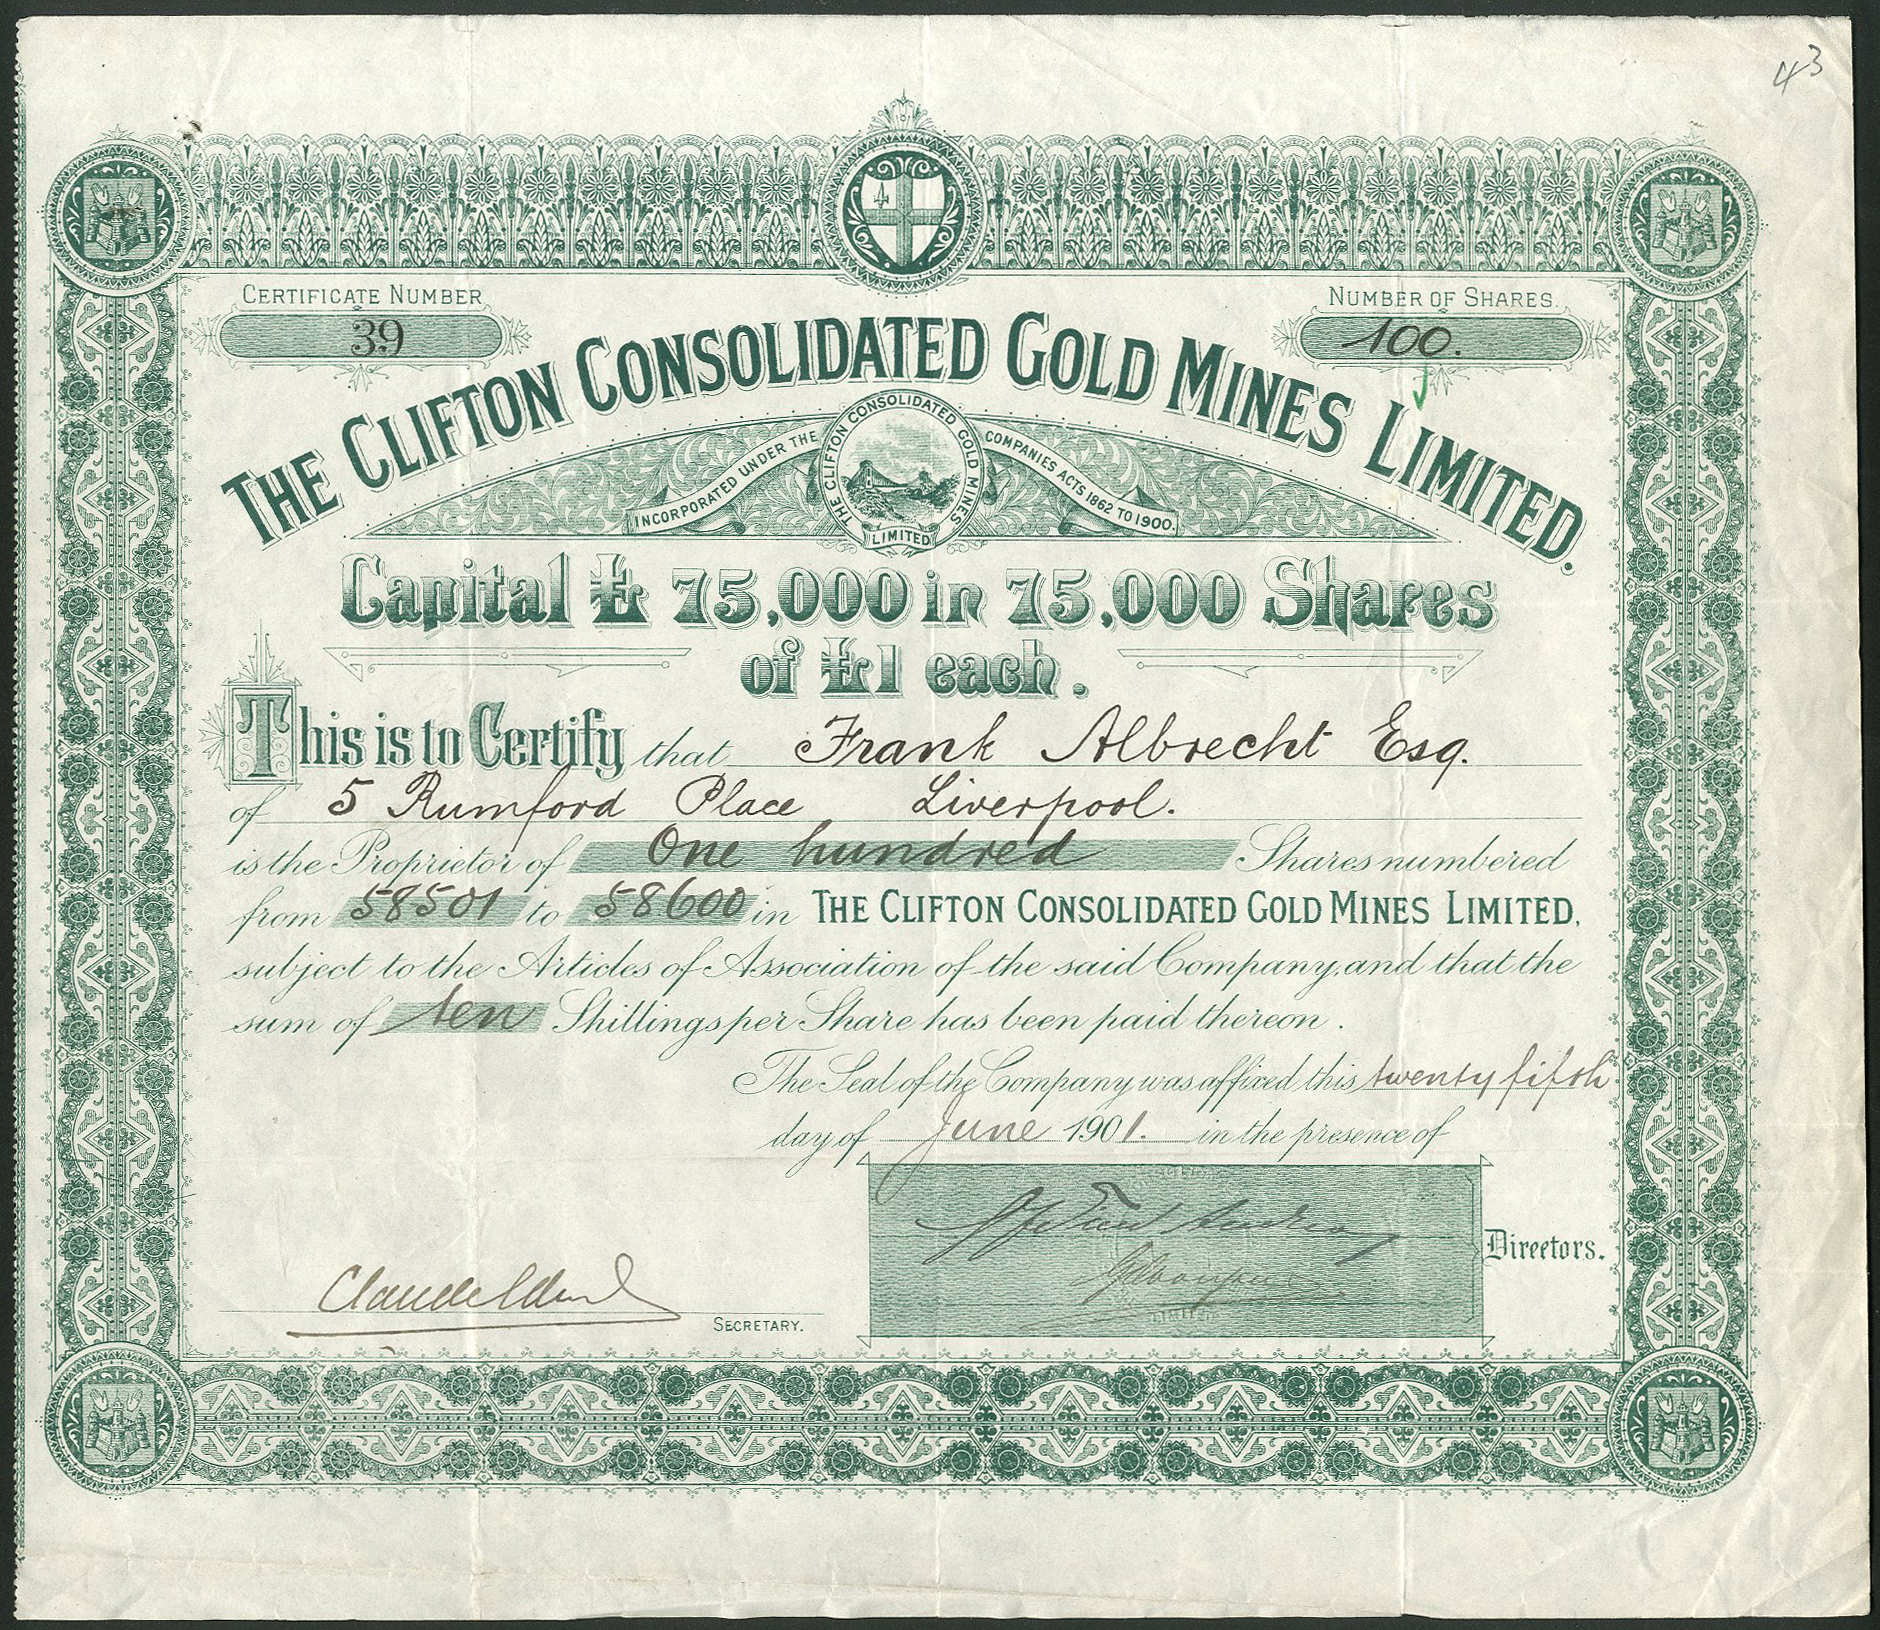 43
CERTIFICATE NUMBER
39
NUMBER OF SHARES.
100.
THE CLIFTON CONSOLIDATED GOLD MINES LIMITED.
INCORPORATED UNDER THE COMPANIES ACTS 1862 TO 1900.
THE CLIFTON CONSOLIDATED GOLD MINES
LIMITED
Capital £ 75,000 in 75,000 Shares
of £1 each.
This is to Certify that Frank Albrecht Esq.
of 5 Rumford Place Liverpool.
is the Proprietor of One hundred Shares numbered
from 58501 to 58600 in THE CLIFTON CONSOLIDATED GOLD MINES LIMITED,
subject to the Articles of Association of the said Company, and that the
sum of ten Shillings per Share has been paid thereon.
The Seal of the Company was affixed this twenty fifth
day of June 1901. in the presence of
Directors.
SECRETARY.